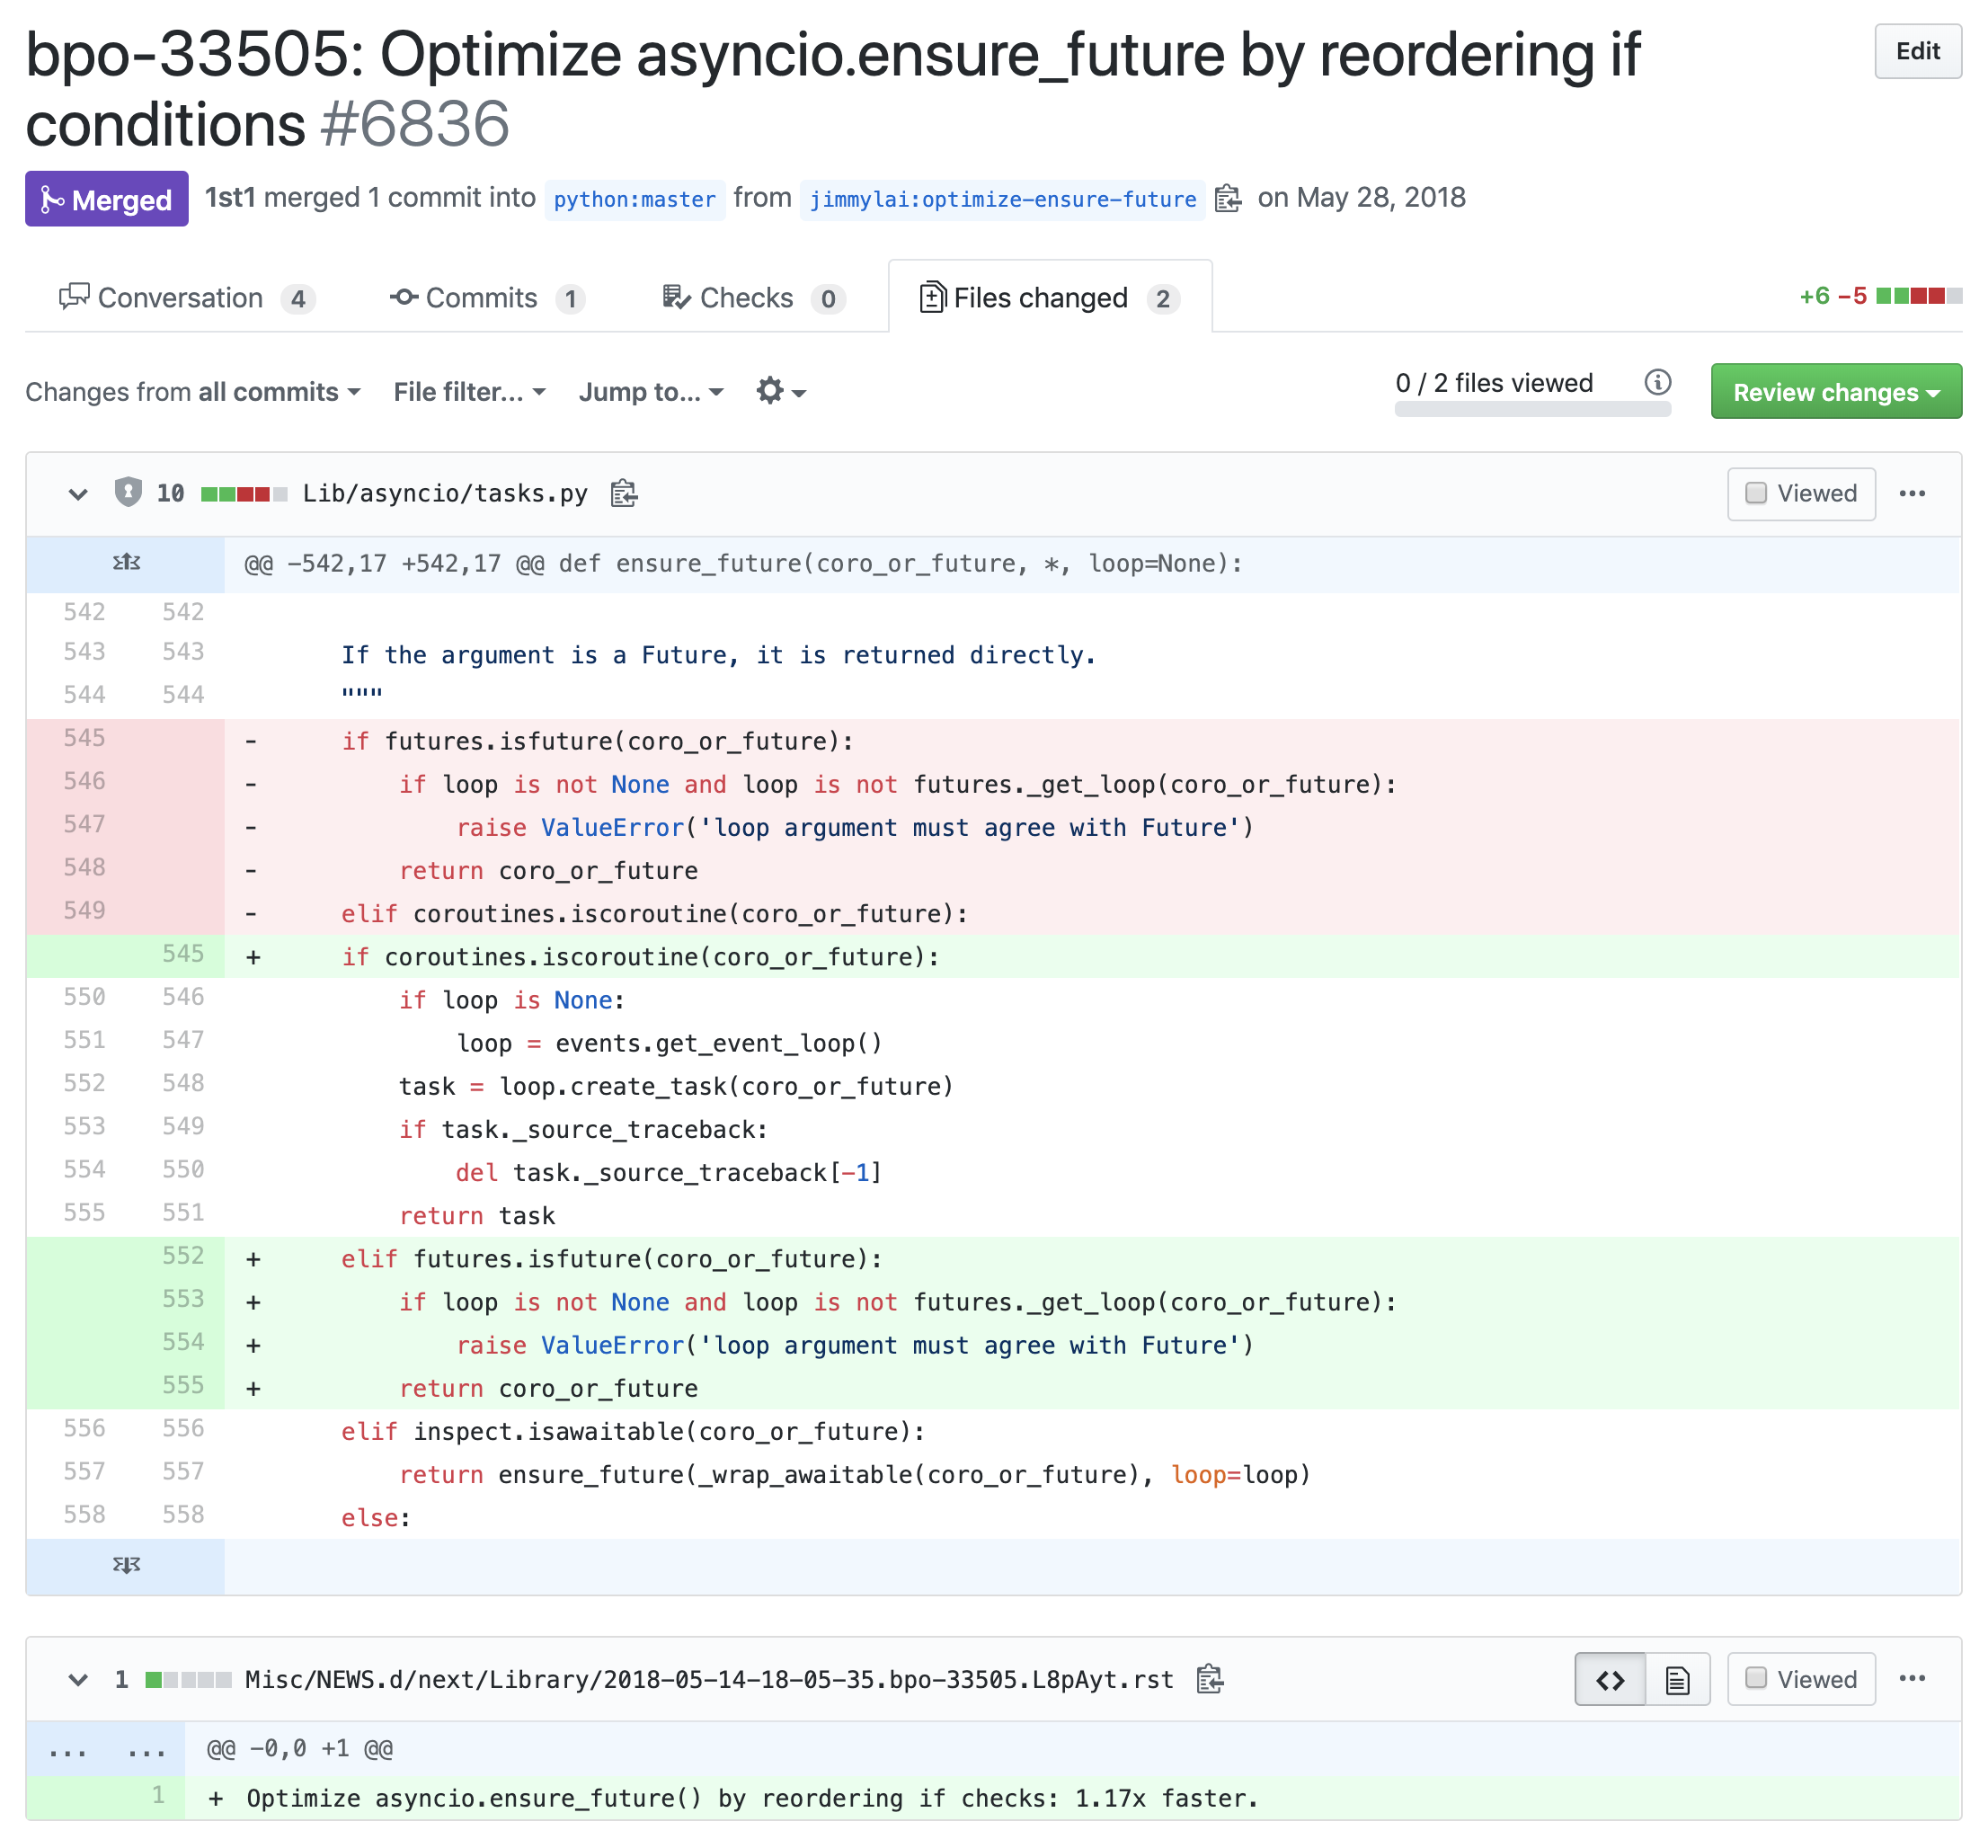 bpo-33505: Optimize asyncio.ensure_future by reordering if
conditions #6836
Edit
Merged 1st1 merged 1 commit into python:master from jimmylai:optimize-ensure-future on May 28, 2018
Conversation 4 Commits 1 Checks 0 Files changed 2 +6 −5
Changes from all commits File filter... Jump to... 0 / 2 files viewed Review changes
10 Lib/asyncio/tasks.py Viewed
@@ -542,17 +542,17 @@ def ensure_future(coro_or_future, *, loop=None):
542 542
543 543 If the argument is a Future, it is returned directly.
544 544 """
545 - if futures.isfuture(coro_or_future):
546 - if loop is not None and loop is not futures._get_loop(coro_or_future):
547 - raise ValueError('loop argument must agree with Future')
548 - return coro_or_future
549 - elif coroutines.iscoroutine(coro_or_future):
545 + if coroutines.iscoroutine(coro_or_future):
550 546 if loop is None:
551 547 loop = events.get_event_loop()
552 548 task = loop.create_task(coro_or_future)
553 549 if task._source_traceback:
554 550 del task._source_traceback[-1]
555 551 return task
552 + elif futures.isfuture(coro_or_future):
553 + if loop is not None and loop is not futures._get_loop(coro_or_future):
554 + raise ValueError('loop argument must agree with Future')
555 + return coro_or_future
556 556 elif inspect.isawaitable(coro_or_future):
557 557 return ensure_future(_wrap_awaitable(coro_or_future), loop=loop)
558 558 else:
1 Misc/NEWS.d/next/Library/2018-05-14-18-05-35.bpo-33505.L8pAyt.rst <> Viewed
... ... @@ -0,0 +1 @@
1 + Optimize asyncio.ensure_future() by reordering if checks: 1.17x faster.